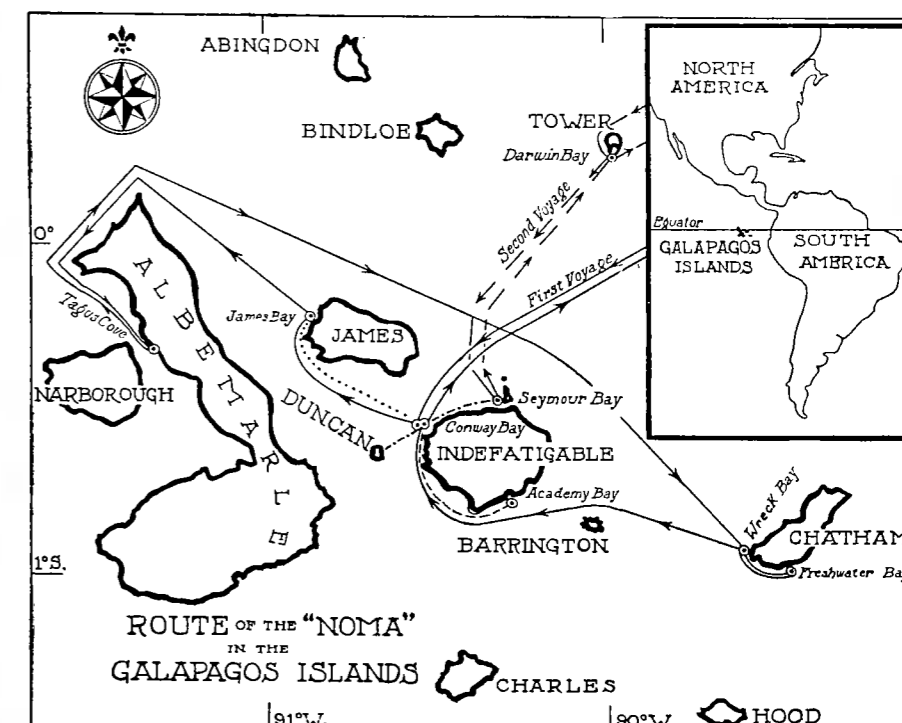 ABINGDON
BINDLOE
TOWER
Darwin Bay
NORTH
AMERICA
Equator
GALAPAGOS
ISLANDS
SOUTH
AMERICA
0°
Second Voyage
First Voyage
ALBEMARLE
Tagus Cove
James Bay
JAMES
NARBOROUGH
DUNCAN
Seymour Bay
Conway Bay
INDEFATIGABLE
Academy Bay
BARRINGTON
Wreck Bay
CHATHAM
Freshwater Bay
1°S.
ROUTE OF THE "NOMA"
IN THE
GALAPAGOS ISLANDS
CHARLES
HOOD
91°W.
90°W